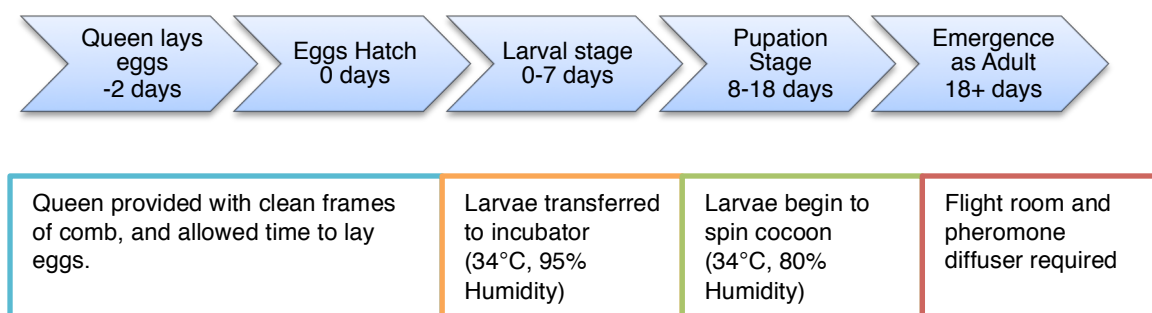 Queen lays
eggs
-2 days
Eggs Hatch
0 days
Larval stage
0-7 days
Pupation
Stage
8-18 days
Emergence
as Adult
18+ days
Queen provided with clean frames
of comb, and allowed time to lay
eggs.
Larvae transferred
to incubator
(34°C, 95%
Humidity)
Larvae begin to
spin cocoon
(34°C, 80%
Humidity)
Flight room and
pheromone
diffuser required